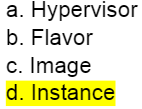 a. Hypervisor
b. Flavor
c. Image
d. Instance